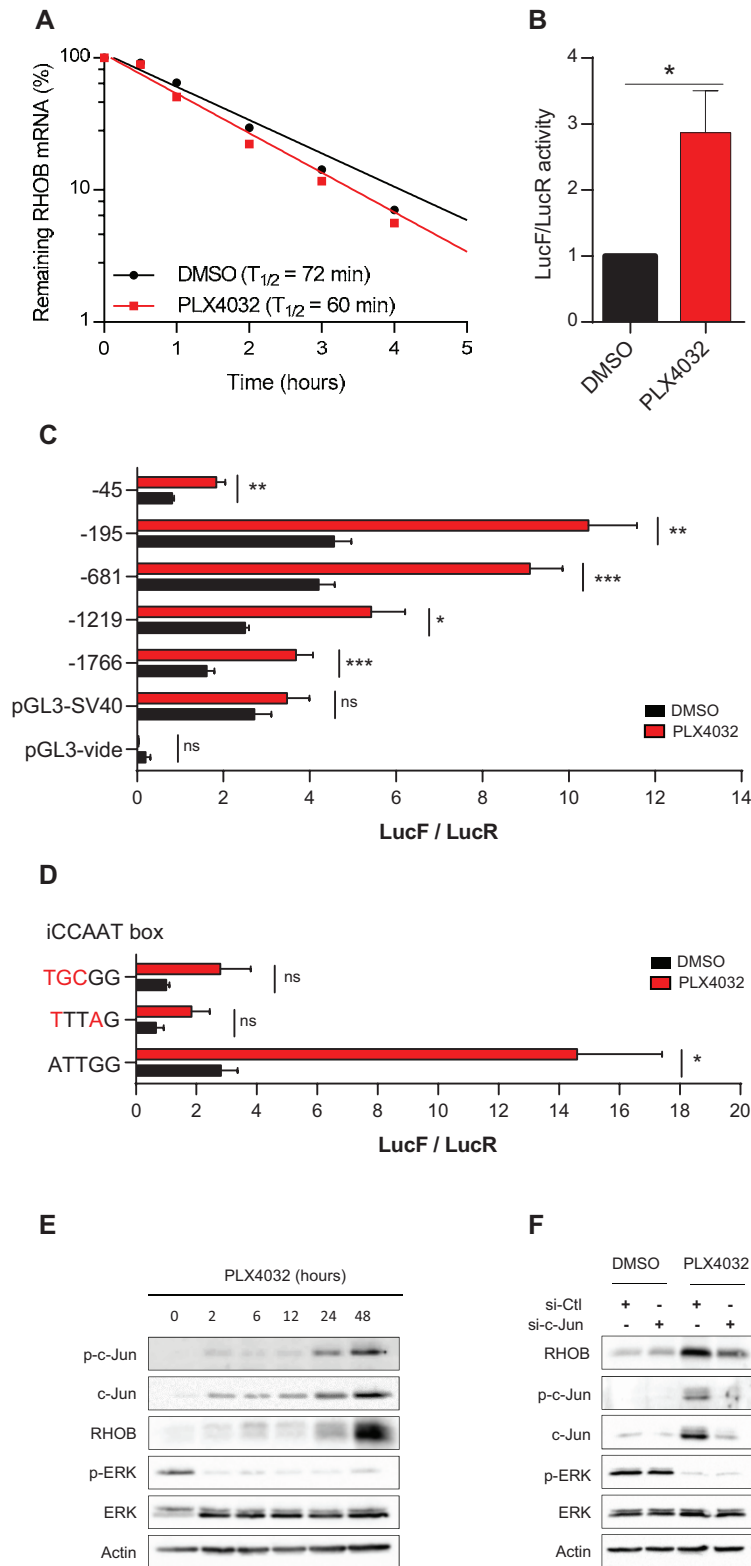 A
Remaining RHOB mRNA (%)
100
10
1
DMSO (T1/2 = 72 min)
PLX4032 (T1/2 = 60 min)
0 1 2 3 4 5
Time (hours)
B
LucF/LucR activity
4
3
2
1
0
*
DMSO
PLX4032
C
-45
**
-195
**
-681
***
-1219
*
-1766
***
pGL3-SV40
ns
pGL3-vide
ns
DMSO
PLX4032
0 2 4 6 8 10 12 14
LucF / LucR
D
iCCAAT box
TGCGG
ns
TTTAG
ns
ATTGG
*
DMSO
PLX4032
0 2 4 6 8 10 12 14 16 18 20
LucF / LucR
E
PLX4032 (hours)
0 2 6 12 24 48
p-c-Jun
c-Jun
RHOB
p-ERK
ERK
Actin
F
DMSO PLX4032
si-Ctl + - + -
si-c-Jun - + - +
RHOB
p-c-Jun
c-Jun
p-ERK
ERK
Actin